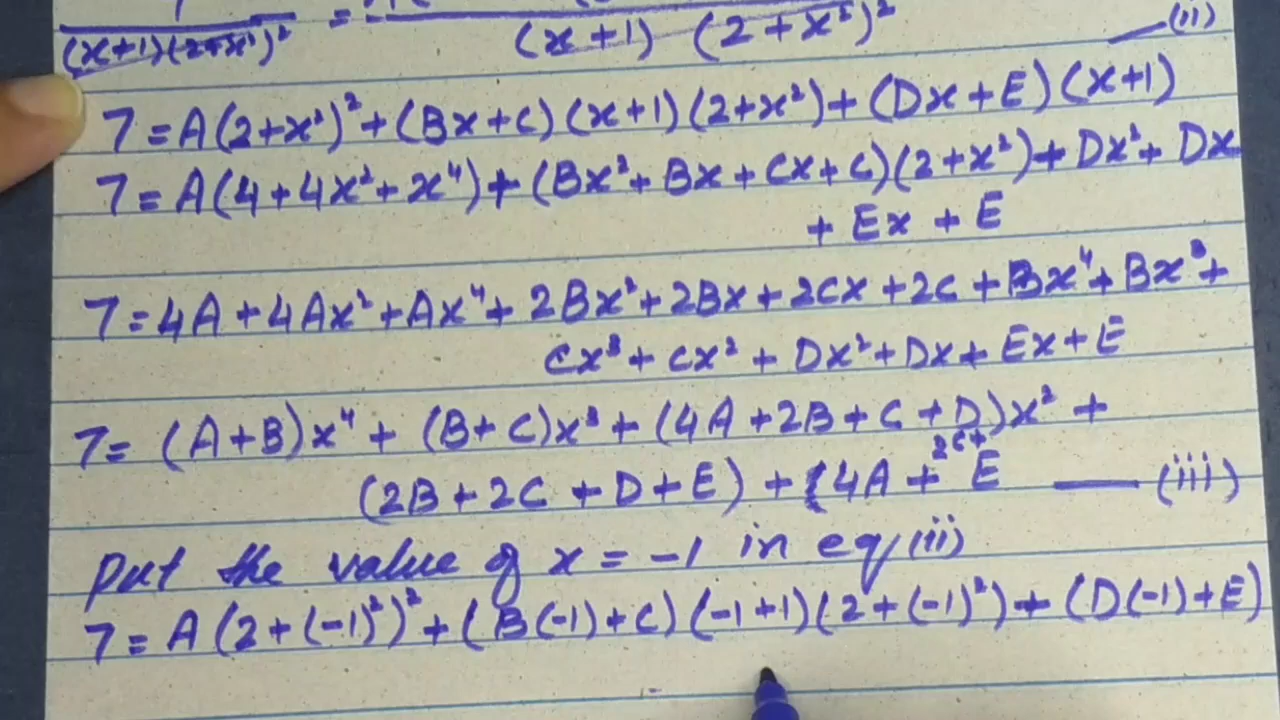 (x+1)(2+x²)² = (x+1) (2+x²)² —(ii)
7 = A(2+x²)² + (Bx+C)(x+1)(2+x²) + (Dx+E)(x+1)
7 = A(4+4x²+x⁴) + (Bx²+Bx+Cx+C)(2+x²) + Dx²+Dx
+ Ex + E
7 = 4A + 4Ax² + Ax⁴ + 2Bx² + 2Bx + 2Cx + 2C + Bx⁴ + Bx³ +
Cx³ + Cx² + Dx² + Dx + Ex + E
7 = (A+B)x⁴ + (B+C)x³ + (4A+2B+C+D)x² +
(2B+2C+D+E) + (4A + 2C+ E — (iii)
Put the value of x = -1 in eq (ii)
7 = A(2+(-1)²)² + (B(-1)+C)(-1+1)(2+(-1)²) + (D(-1)+E)